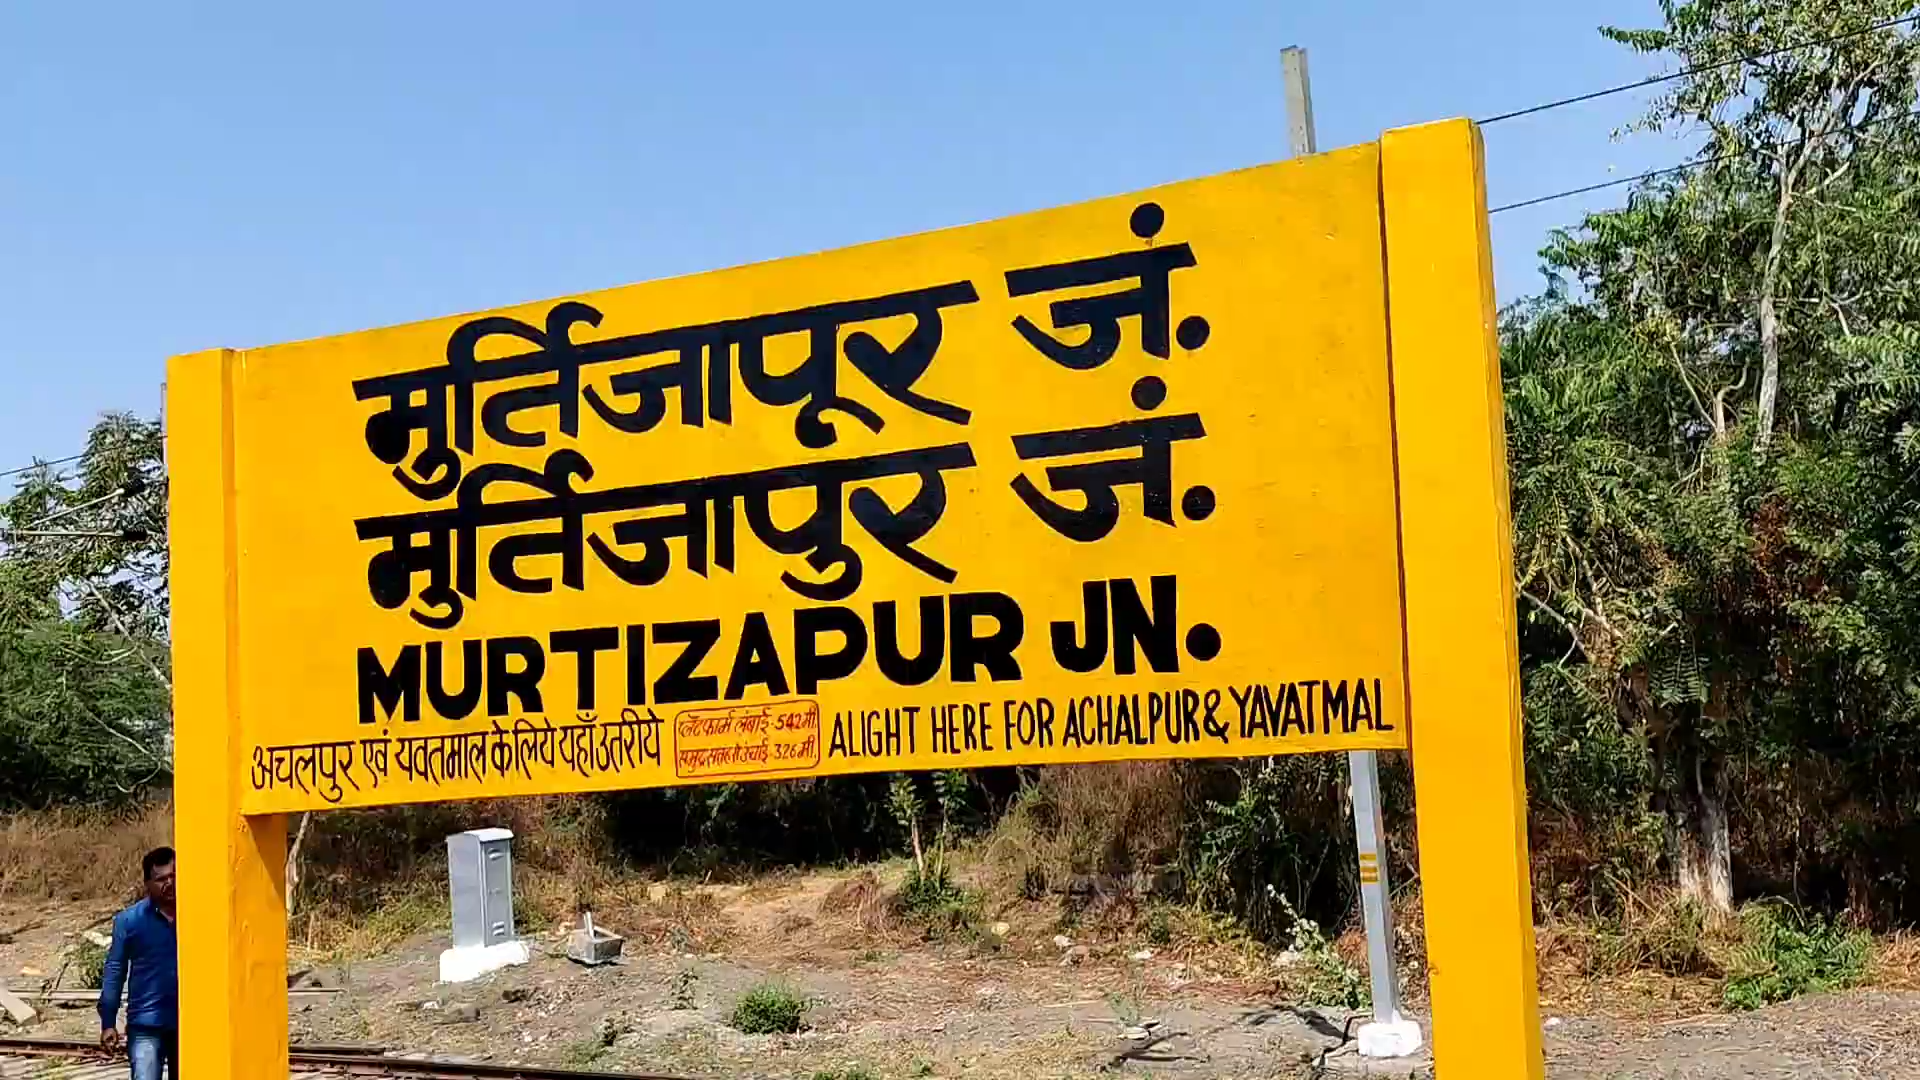 मुर्तिजापूर जं.
मुर्तिजापुर जं.
MURTIZAPUR JN.
अचलपुर एवं यवतमाल के लिये यहाँ उतरीये
प्लॅटफार्म लंबाई-542मी.
समुद्रसतह से उंचाई-326मी.
ALIGHT HERE FOR ACHALPUR & YAVATMAL